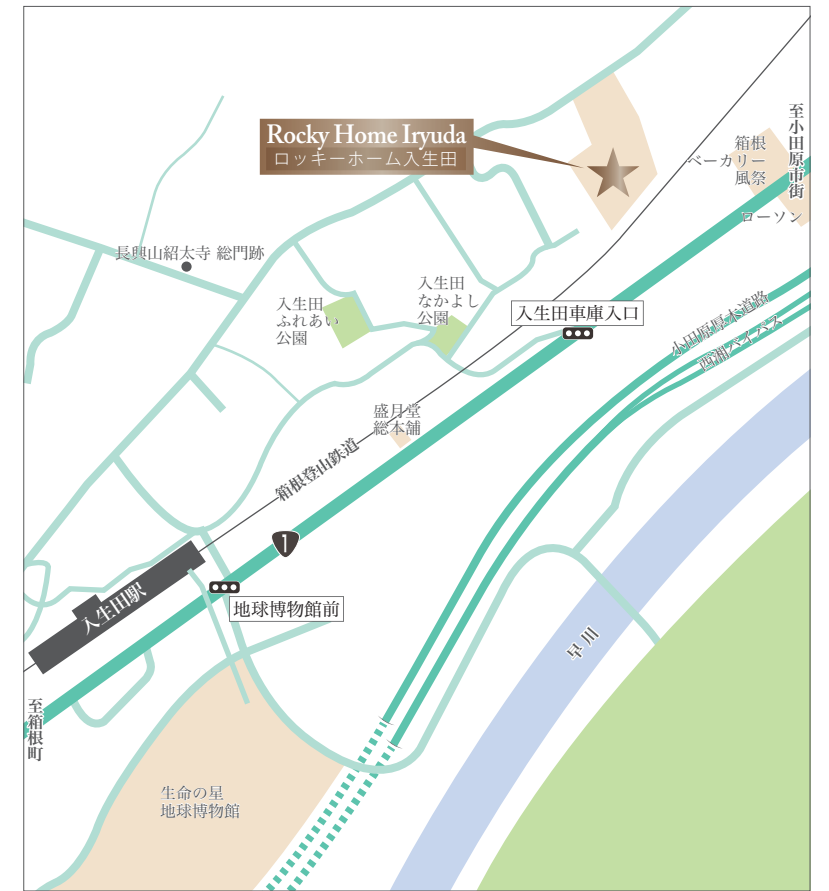 Rocky Home Iryuda
ロッキーホーム入生田
至小田原市街
箱根
ベーカリー
風祭
ローソン
長興山紹太寺 総門跡
入生田
ふれあい
公園
入生田
なかよし
公園
入生田車庫入口
小田原厚木道路
西湘バイパス
盛月堂
総本舗
箱根登山鉄道
1
入生田駅
地球博物館前
早川
至箱根町
生命の星
地球博物館